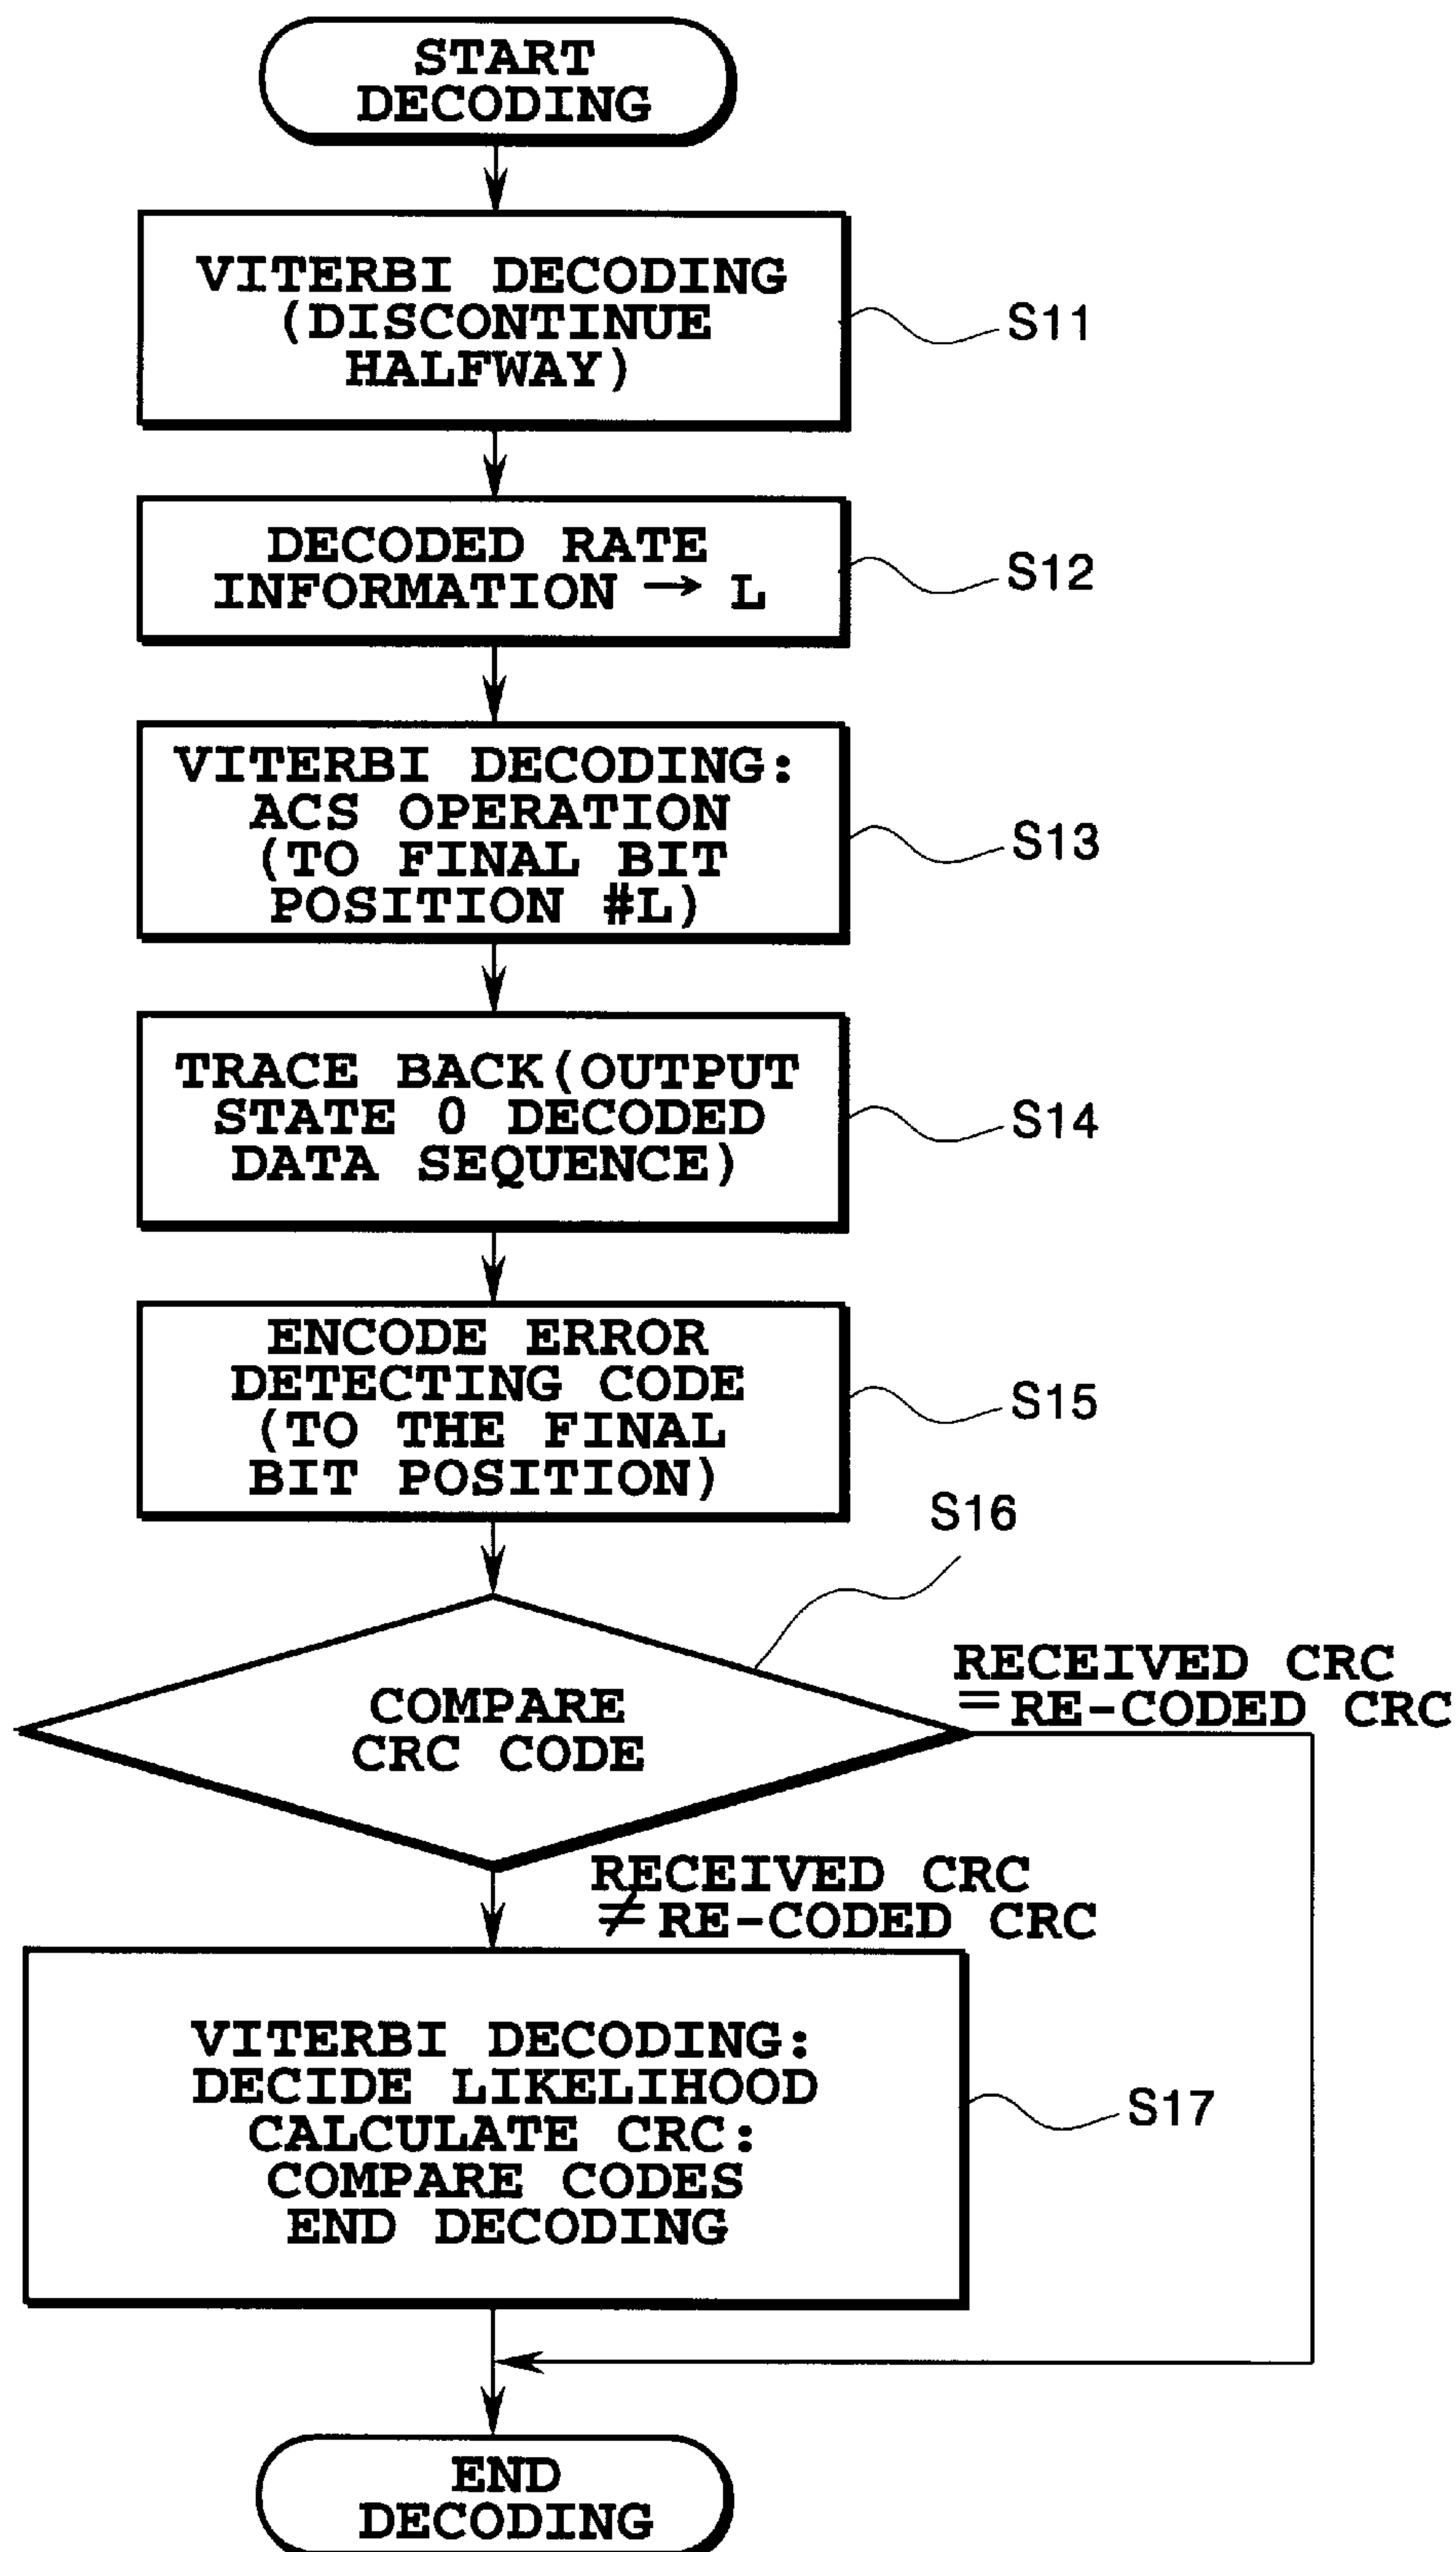 START
DECODING
VITERBI DECODING
(DISCONTINUE
HALFWAY)
S11
DECODED RATE
INFORMATION → L
S12
VITERBI DECODING:
ACS OPERATION
(TO FINAL BIT
POSITION #L)
S13
TRACE BACK(OUTPUT
STATE 0 DECODED
DATA SEQUENCE)
S14
ENCODE ERROR
DETECTING CODE
(TO THE FINAL
BIT POSITION)
S15
S16
COMPARE
CRC CODE
RECEIVED CRC
=RE-CODED CRC
RECEIVED CRC
≠RE-CODED CRC
VITERBI DECODING:
DECIDE LIKELIHOOD
CALCULATE CRC:
COMPARE CODES
END DECODING
S17
END
DECODING